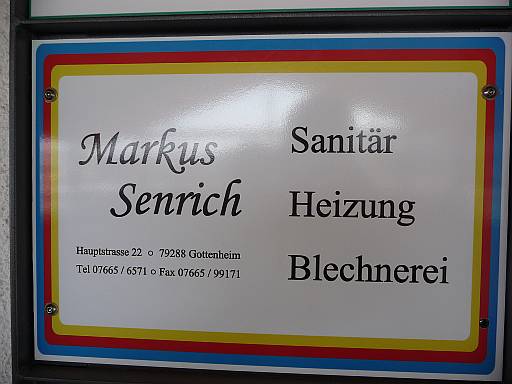 Markus
Senrich
Hauptstrasse 22 ○ 79288 Gottenheim
Tel 07665 / 6571 ○ Fax 07665 / 99171
Sanitär
Heizung
Blechnerei